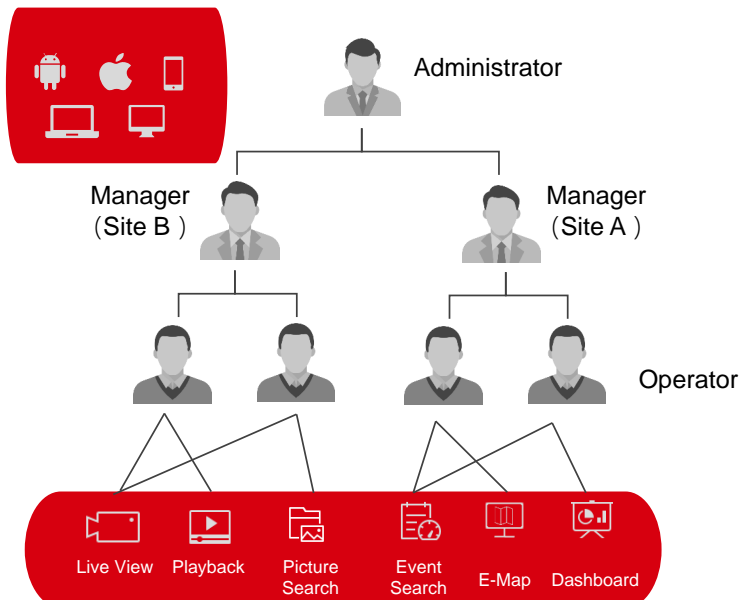 Administrator
Manager
（Site B ）
Manager
（Site A ）
Operator
Live View
Playback
Picture
Search
Event
Search
E-Map
Dashboard